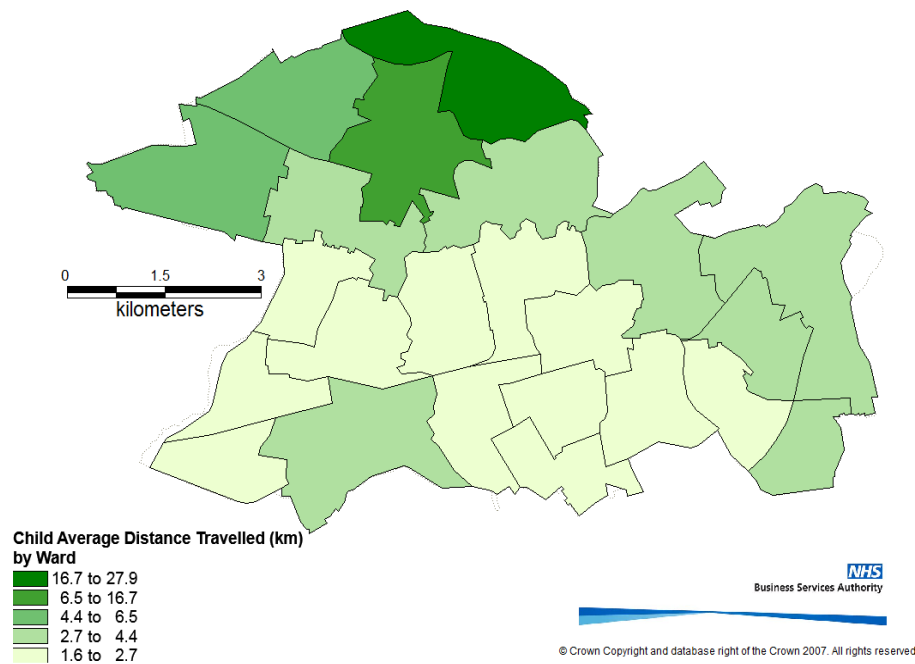 0 1.5 3
kilometers
Child Average Distance Travelled (km)
by Ward
16.7 to 27.9
6.5 to 16.7
4.4 to 6.5
2.7 to 4.4
1.6 to 2.7
NHS
Business Services Authority
© Crown Copyright and database right of the Crown 2007. All rights reserved